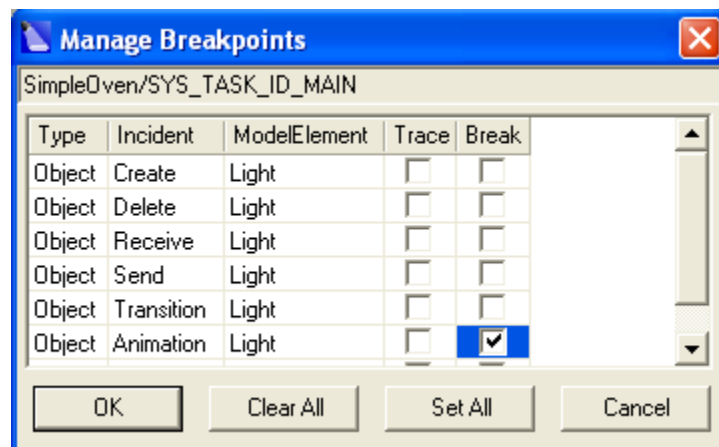 Manage Breakpoints
SimpleOven/SYS_TASK_ID_MAIN
Type Incident ModelElement Trace Break
Object Create Light
Object Delete Light
Object Receive Light
Object Send Light
Object Transition Light
Object Animation Light
OK Clear All Set All Cancel